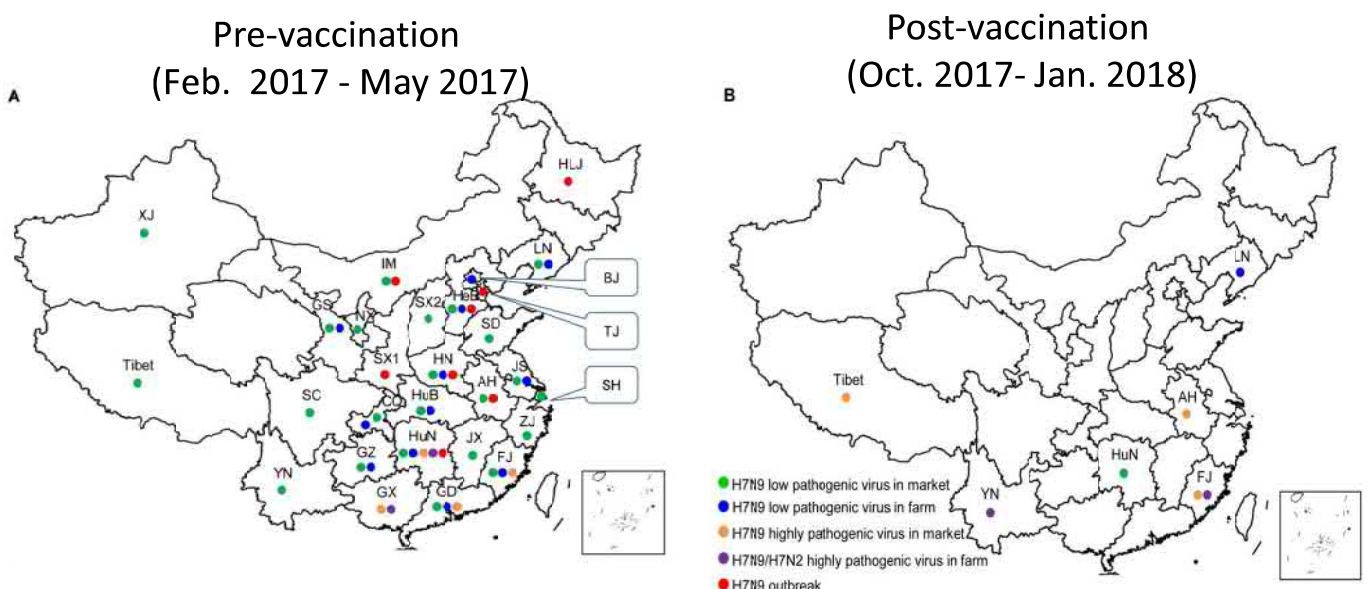 Pre-vaccination
(Feb. 2017 - May 2017)
Post-vaccination
(Oct. 2017- Jan. 2018)
A
HLJ
XJ
LN
IM
BJ
GS
NX
SX2
HeB
TJ
SD
Tibet
SX1
HN
JS
SH
AH
SC
CQ
HuB
ZJ
HuN
JX
YN
GZ
FJ
GX
GD
B
LN
Tibet
AH
HuN
FJ
YN
H7N9 low pathogenic virus in market
H7N9 low pathogenic virus in farm
H7N9 highly pathogenic virus in market
H7N9/H7N2 highly pathogenic virus in farm
H7N9 outbreak